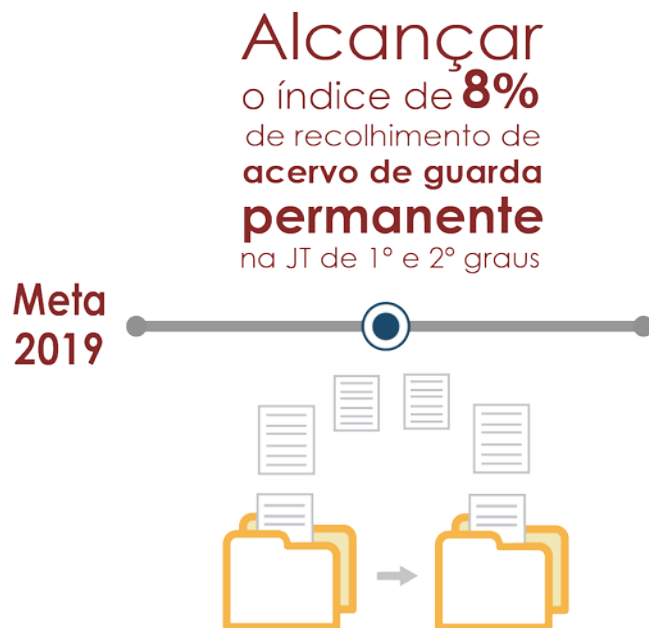 Alcançar
o índice de 8%
de recolhimento de
acervo de guarda
permanente
na JT de 1º e 2º graus
Meta
2019